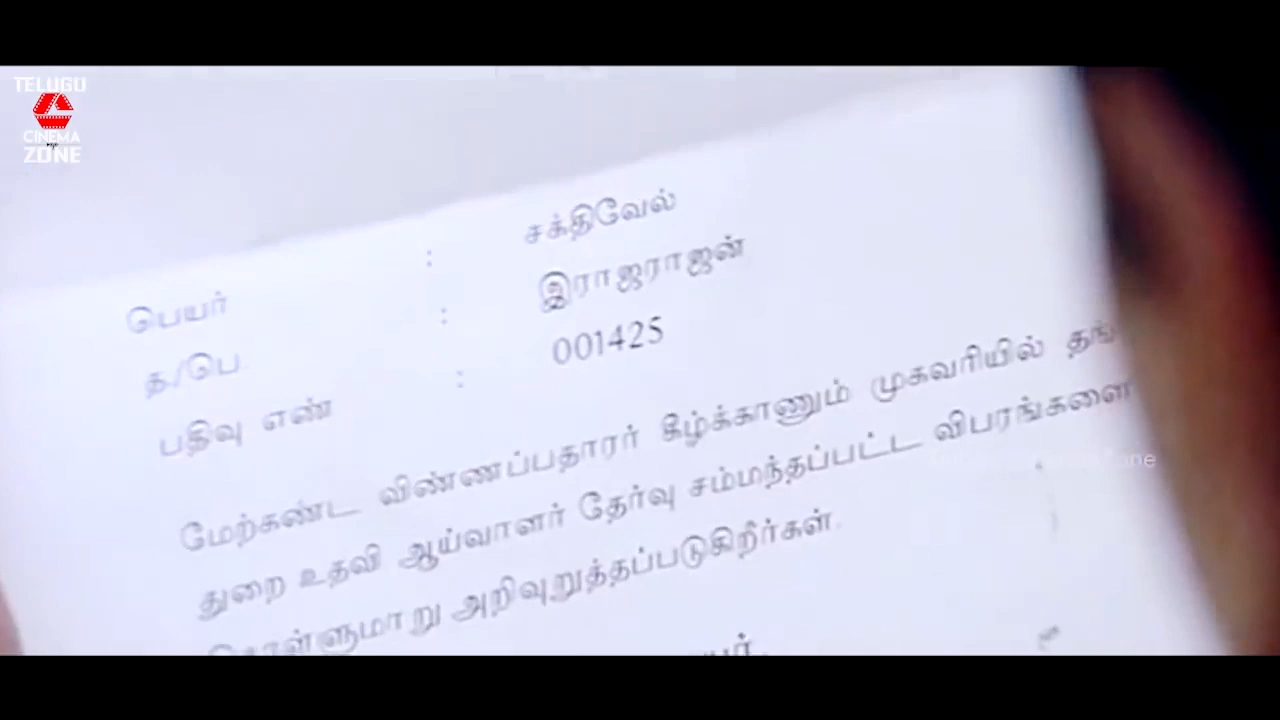 TELUGU
CINEMA
ZONE
பெயர் : சக்திவேல்
த./பெ. : இராஜராஜன்
பதிவு எண் : 001425
மேற்கண்ட விண்ணப்பதாரர் கீழ்க்காணும் முகவரியில்
துறை உதவி ஆய்வாளர் தேர்வு சம்மந்தப்பட்ட விபரங்களை
அறிவுறுத்தப்படுகிறீர்கள்.